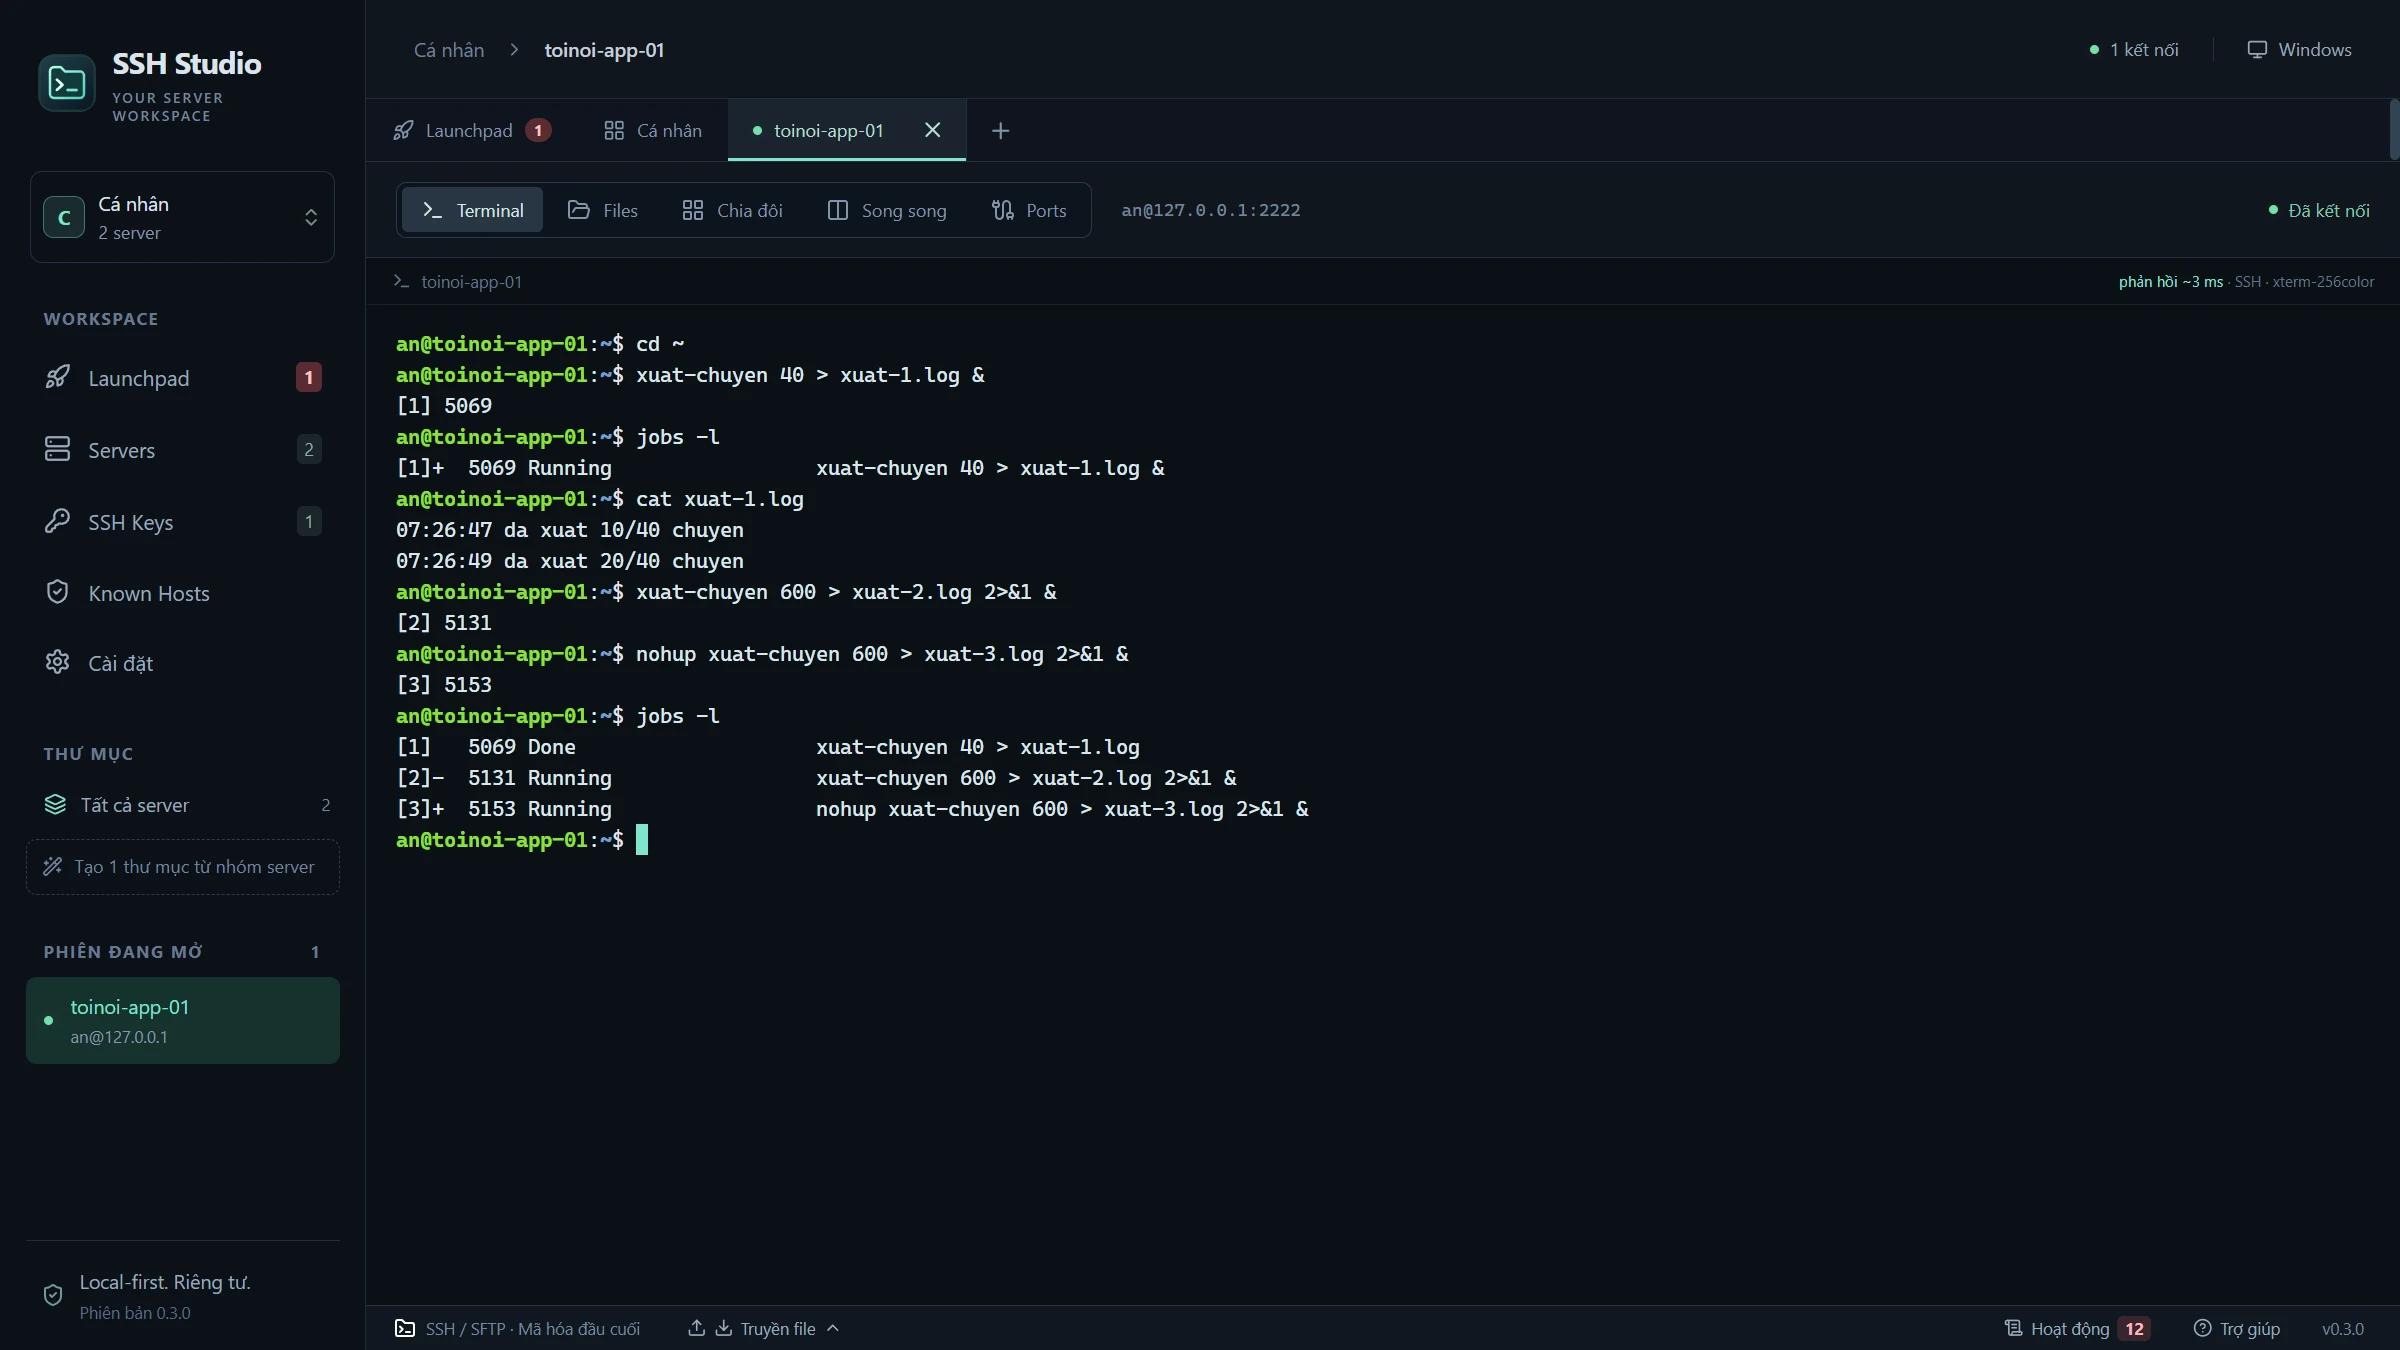 SSH Studio
YOUR SERVER
WORKSPACE
C
Cá nhân
2 server
WORKSPACE
Launchpad 1
Servers 2
SSH Keys 1
Known Hosts
Cài đặt
THƯ MỤC
Tất cả server 2
Tạo 1 thư mục từ nhóm server
PHIÊN ĐANG MỞ 1
toinoi-app-01
an@127.0.0.1
Local-first. Riêng tư.
Phiên bản 0.3.0
Cá nhân > toinoi-app-01
1 kết nối
Windows
Launchpad 1
Cá nhân
toinoi-app-01
Terminal
Files
Chia đôi
Song song
Ports
an@127.0.0.1:2222
Đã kết nối
toinoi-app-01
phản hồi ~3 ms · SSH · xterm-256color
an@toinoi-app-01:~$ cd ~
an@toinoi-app-01:~$ xuat-chuyen 40 > xuat-1.log &
[1] 5069
an@toinoi-app-01:~$ jobs -l
[1]+  5069 Running                 xuat-chuyen 40 > xuat-1.log &
an@toinoi-app-01:~$ cat xuat-1.log
07:26:47 da xuat 10/40 chuyen
07:26:49 da xuat 20/40 chuyen
an@toinoi-app-01:~$ xuat-chuyen 600 > xuat-2.log 2>&1 &
[2] 5131
an@toinoi-app-01:~$ nohup xuat-chuyen 600 > xuat-3.log 2>&1 &
[3] 5153
an@toinoi-app-01:~$ jobs -l
[1]   5069 Done                    xuat-chuyen 40 > xuat-1.log
[2]-  5131 Running                 xuat-chuyen 600 > xuat-2.log 2>&1 &
[3]+  5153 Running                 nohup xuat-chuyen 600 > xuat-3.log 2>&1 &
an@toinoi-app-01:~$
SSH / SFTP · Mã hóa đầu cuối
Truyền file
Hoạt động 12
Trợ giúp
v0.3.0